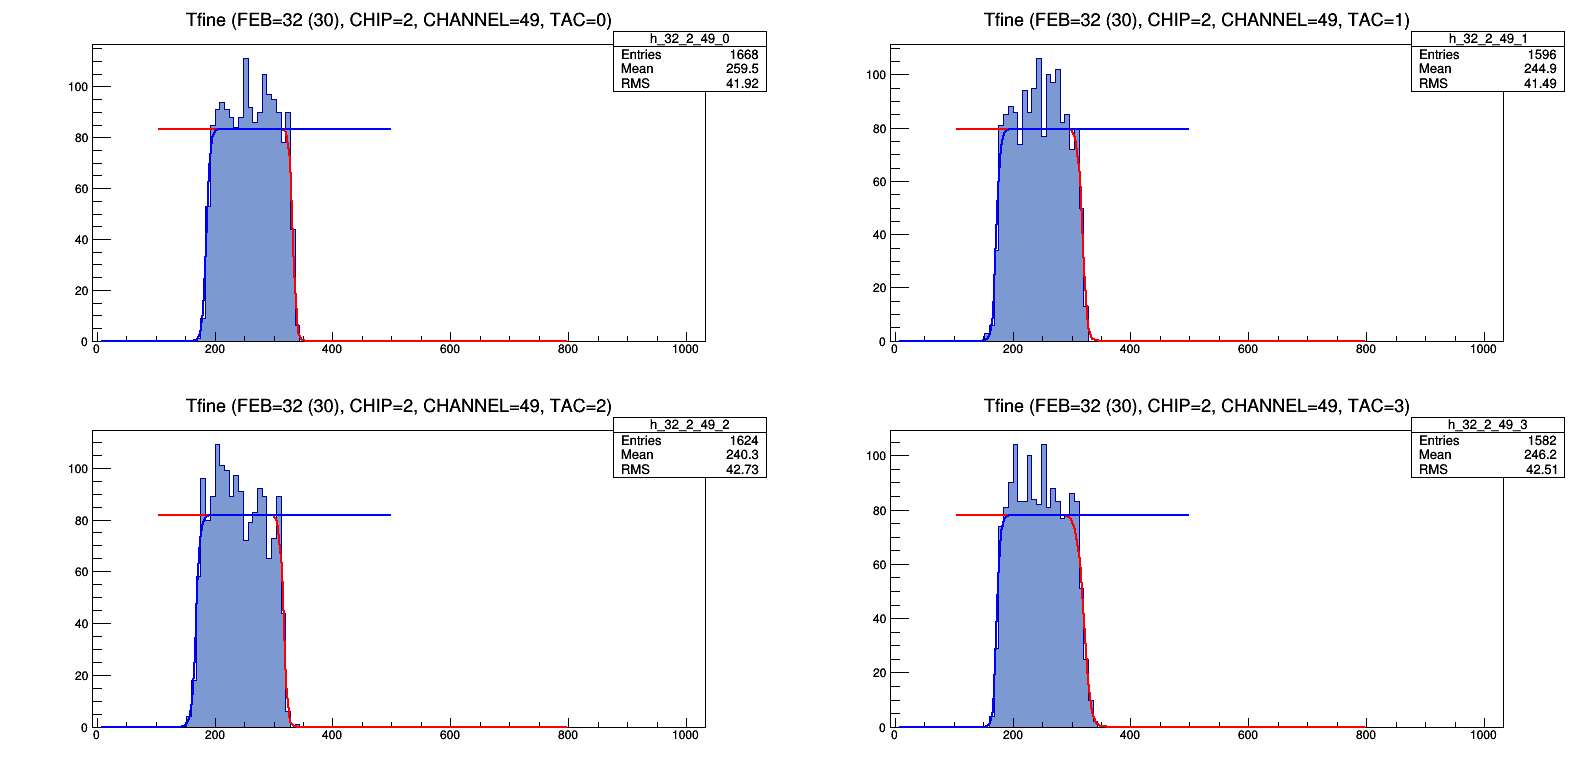 Tfine (FEB=32 (30), CHIP=2, CHANNEL=49, TAC=0)
h_32_2_49_0
Entries 1668
Mean 259.5
RMS 41.92
100
80
60
40
20
0
0 200 400 600 800 1000
Tfine (FEB=32 (30), CHIP=2, CHANNEL=49, TAC=1)
h_32_2_49_1
Entries 1596
Mean 244.9
RMS 41.49
100
80
60
40
20
0
0 200 400 600 800 1000
Tfine (FEB=32 (30), CHIP=2, CHANNEL=49, TAC=2)
h_32_2_49_2
Entries 1624
Mean 240.3
RMS 42.73
100
80
60
40
20
0
0 200 400 600 800 1000
Tfine (FEB=32 (30), CHIP=2, CHANNEL=49, TAC=3)
h_32_2_49_3
Entries 1582
Mean 246.2
RMS 42.51
100
80
60
40
20
0
0 200 400 600 800 1000